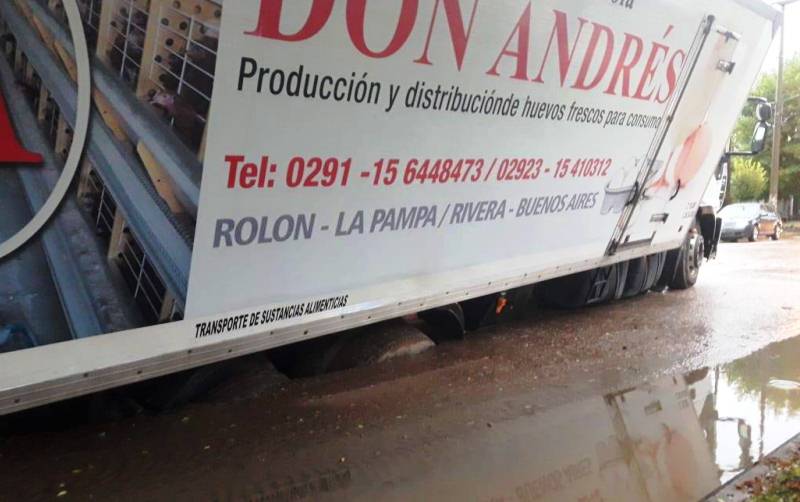 DON ANDRÉS
Producción y distribuciónde huevos frescos para consumo
Tel: 0291 -15 6448473 / 02923 - 15 410312
ROLON - LA PAMPA / RIVERA - BUENOS AIRES
TRANSPORTE DE SUSTANCIAS ALIMENTICIAS